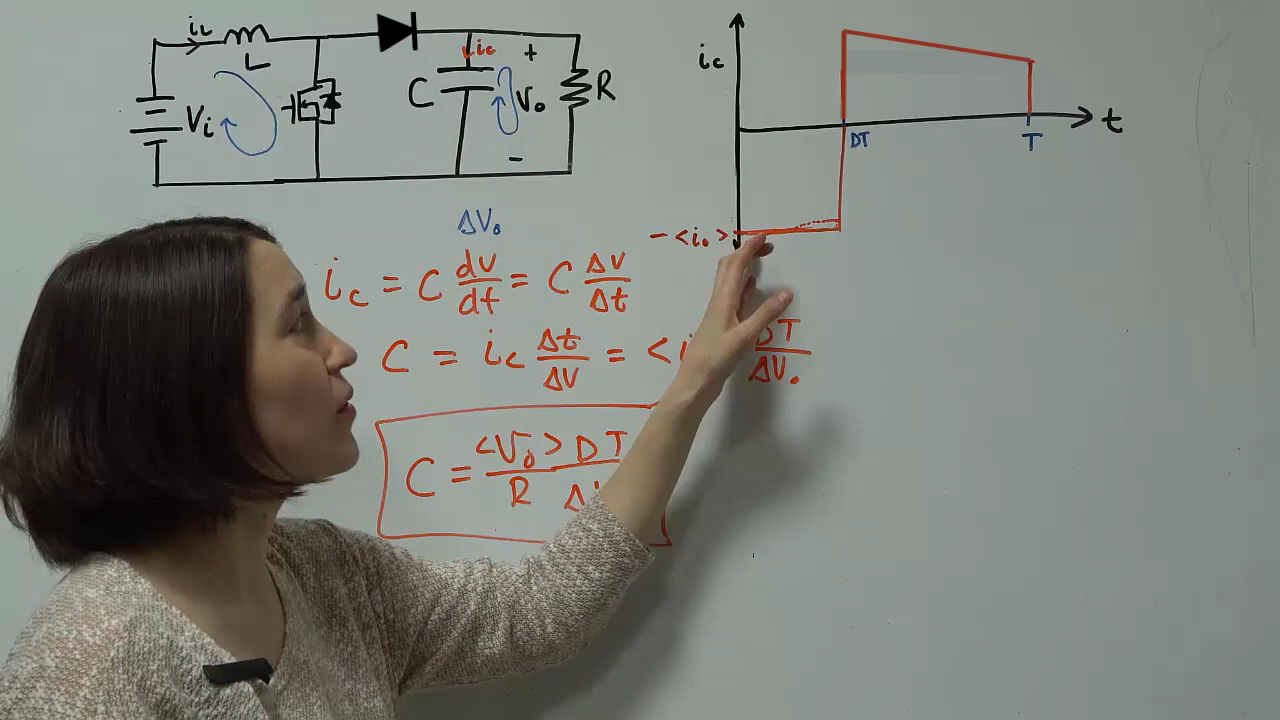 iL
L
Vi
ic
C
+
Vo
-
R
ic
t
DT
T
-<io>
ΔVo
ic = C dv/dt = C Δv/Δt
C = ic Δt/ΔV = <i DT/ΔVo
C = <Vo>/R DT/Δ